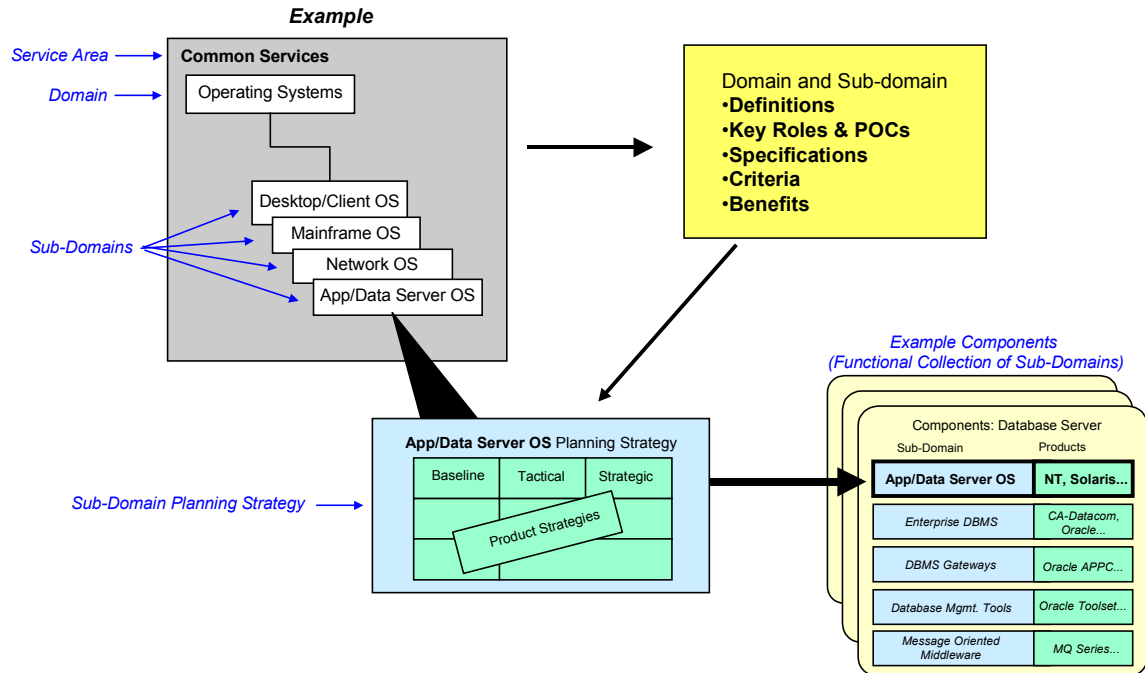 Example
Service Area
Common Services
Domain
Operating Systems
Sub-Domains
Desktop/Client OS
Mainframe OS
Network OS
App/Data Server OS
Domain and Sub-domain
•Definitions
•Key Roles & POCs
•Specifications
•Criteria
•Benefits
Sub-Domain Planning Strategy
App/Data Server OS Planning Strategy
Baseline Tactical Strategic
Product Strategies
Example Components
(Functional Collection of Sub-Domains)
Components: Database Server
Sub-Domain Products
App/Data Server OS NT, Solaris...
Enterprise DBMS CA-Datacom,
Oracle...
DBMS Gateways Oracle APPC...
Database Mgmt. Tools Oracle Toolset...
Message Oriented
Middleware MQ Series...